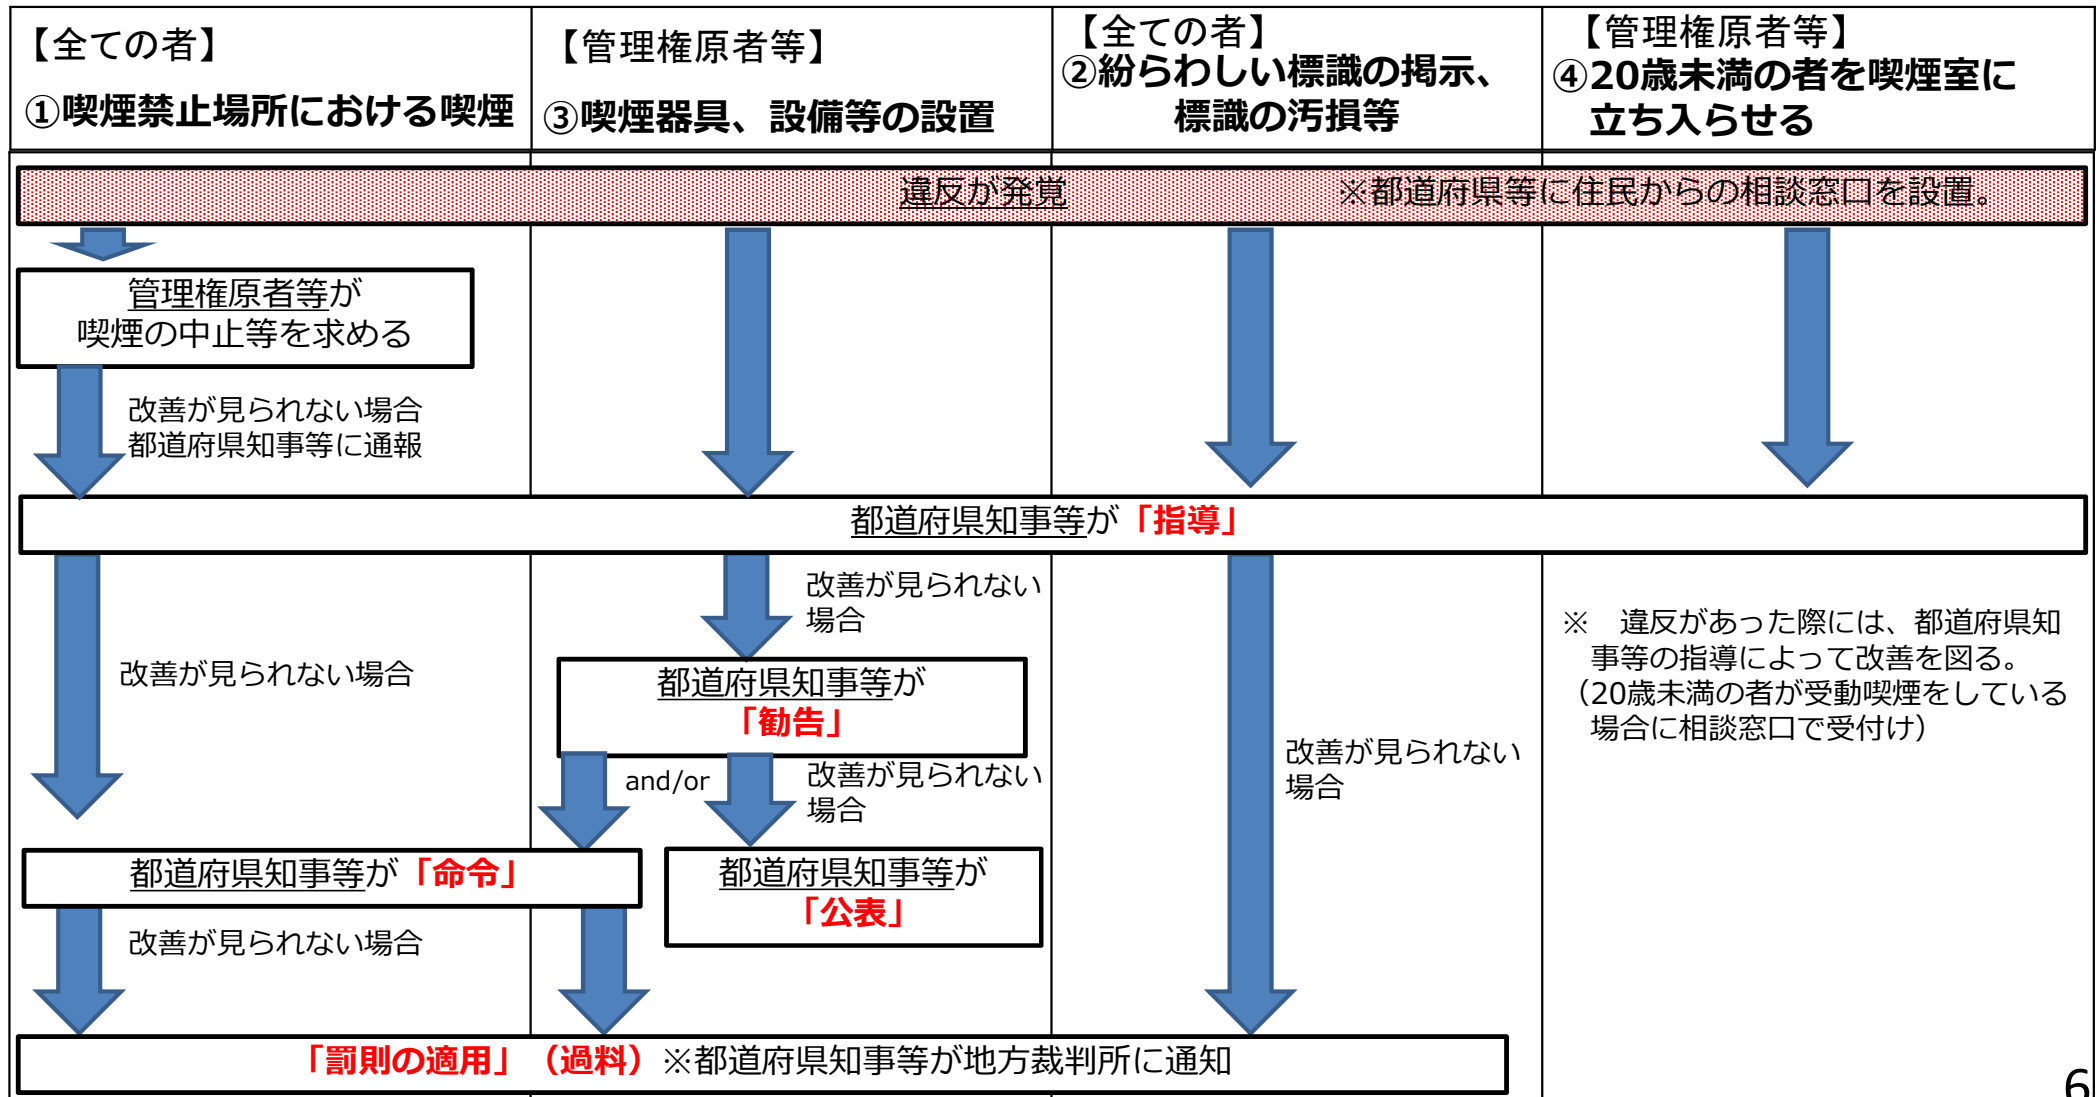 【全ての者】
①喫煙禁止場所における喫煙
【管理権原者等】
③喫煙器具、設備等の設置
【全ての者】
②紛らわしい標識の掲示、
標識の汚損等
【管理権原者等】
④20歳未満の者を喫煙室に
立ち入らせる
違反が発覚 ※都道府県等に住民からの相談窓口を設置。
管理権原者等が
喫煙の中止等を求める
改善が見られない場合
都道府県知事等に通報
都道府県知事等が「指導」
改善が見られない場合
改善が見られない
場合
都道府県知事等が
「勧告」
and/or
改善が見られない
場合
改善が見られない
場合
※ 違反があった際には、都道府県知
事等の指導によって改善を図る。
（20歳未満の者が受動喫煙をしている
場合に相談窓口で受付け）
都道府県知事等が「命令」
都道府県知事等が
「公表」
改善が見られない場合
「罰則の適用」（過料）※都道府県知事等が地方裁判所に通知
6